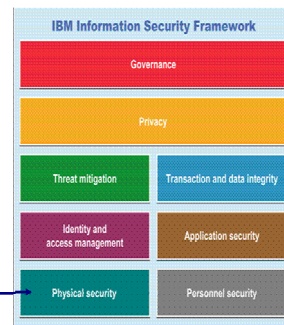 IBM Information Security Framework
Governance
Privacy
Threat mitigation
Transaction and data integrity
Identity and
access management
Application security
Physical security
Personnel security